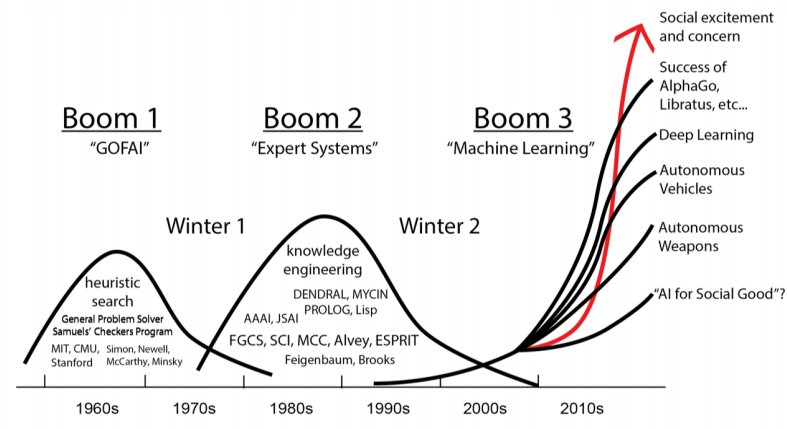 Social excitement
and concern
Success of
AlphaGo,
Libratus, etc...
Boom 1
"GOFAI"
Boom 2
"Expert Systems"
Boom 3
"Machine Learning"
Deep Learning
Autonomous
Vehicles
Winter 1
Winter 2
Autonomous
Weapons
heuristic
search
General Problem Solver
Samuels' Checkers Program
MIT, CMU,
Stanford
Simon, Newell,
McCarthy, Minsky
knowledge
engineering
DENDRAL, MYCIN
PROLOG, Lisp
AAAI, JSAI
FGCS, SCI, MCC, Alvey, ESPRIT
Feigenbaum, Brooks
"AI for Social Good"?
1960s 1970s 1980s 1990s 2000s 2010s